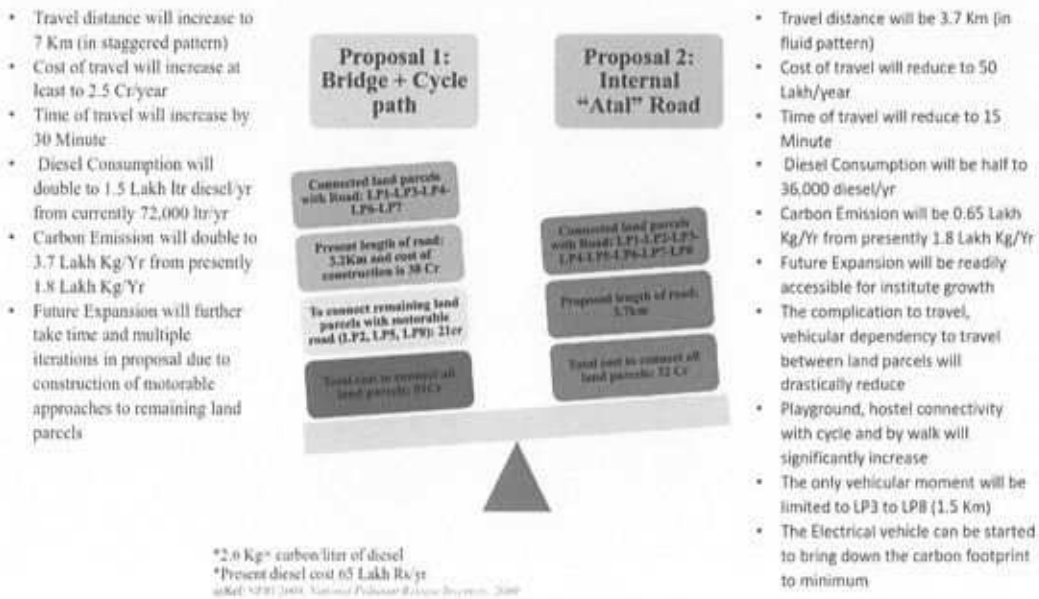 • Travel distance will increase to
7 Km (in staggered pattern)
• Cost of travel will increase at
least to 2.5 Cr/year
• Time of travel will increase by
30 Minute
• Diesel Consumption will
double to 1.5 Lakh ltr diesel/yr
from currently 72,000 ltr/yr
• Carbon Emission will double to
3.7 Lakh Kg/Yr from presently
1.8 Lakh Kg/Yr
• Future Expansion will further
take time and multiple
iterations in proposal due to
construction of motorable
approaches to remaining land
parcels
Proposal 1:
Bridge + Cycle
path
Connected land parcels
with Road: LP1-LP3-LP4-
LP6-LP7
Present length of road:
3.2Km and cost of
construction is 30 Cr
To connect remaining land
parcels with motorable
road (LP2, LP5, LP8): 21cr
Total cost to connect all
land parcels:
Proposal 2:
Internal
"Atal" Road
Connected land parcels
with Road: LP1-LP2-LP3-
LP4-LP5-LP6-LP7-LP8
Proposed length of road:
3.7km
Total cost to connect all
land parcels: 32 Cr
• Travel distance will be 3.7 Km (in
fluid pattern)
• Cost of travel will reduce to 50
Lakh/year
• Time of travel will reduce to 15
Minute
• Diesel Consumption will be half to
36,000 diesel/yr
• Carbon Emission will be 0.65 Lakh
Kg/Yr from presently 1.8 Lakh Kg/Yr
• Future Expansion will be readily
accessible for institute growth
• The complication to travel,
vehicular dependency to travel
between land parcels will
drastically reduce
• Playground, hostel connectivity
with cycle and by walk will
significantly increase
• The only vehicular moment will be
limited to LP3 to LP8 (1.5 Km)
• The Electrical vehicle can be started
to bring down the carbon footprint
to minimum
*2.6 Kg= carbon/liter of diesel
*Present diesel cost 65 Lakh Rs/yr
National Pollutant Release Inventory,